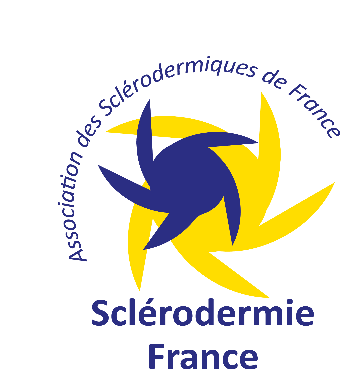 Association des Sclérodermiques de France
Sclérodermie
France